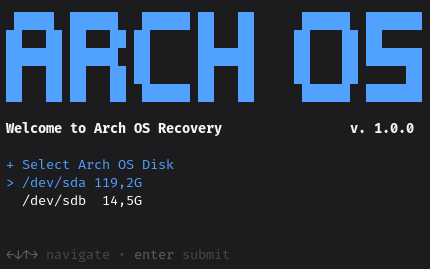 ARCH OS
Welcome to Arch OS Recovery v. 1.0.0
+ Select Arch OS Disk
> /dev/sda 119,2G
/dev/sdb 14,5G
←↓↑→ navigate • enter submit